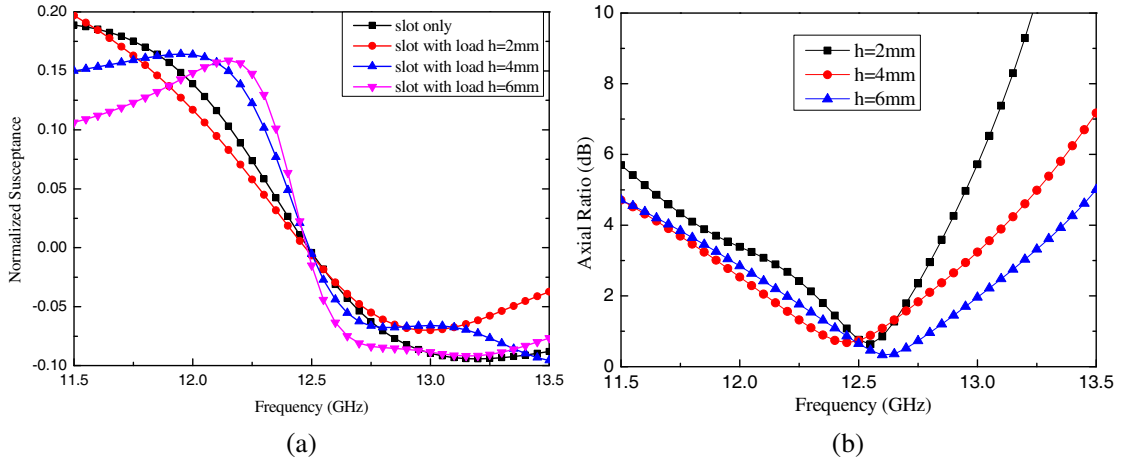 0.20
0.15
0.10
0.05
0.00
-0.05
-0.10
Normalized Susceptance
slot only
slot with load h=2mm
slot with load h=4mm
slot with load h=6mm
11.5 12.0 12.5 13.0 13.5
Frequency (GHz)
(a)
10
8
6
4
2
0
Axial Ratio (dB)
h=2mm
h=4mm
h=6mm
11.5 12.0 12.5 13.0 13.5
Frequency (GHz)
(b)